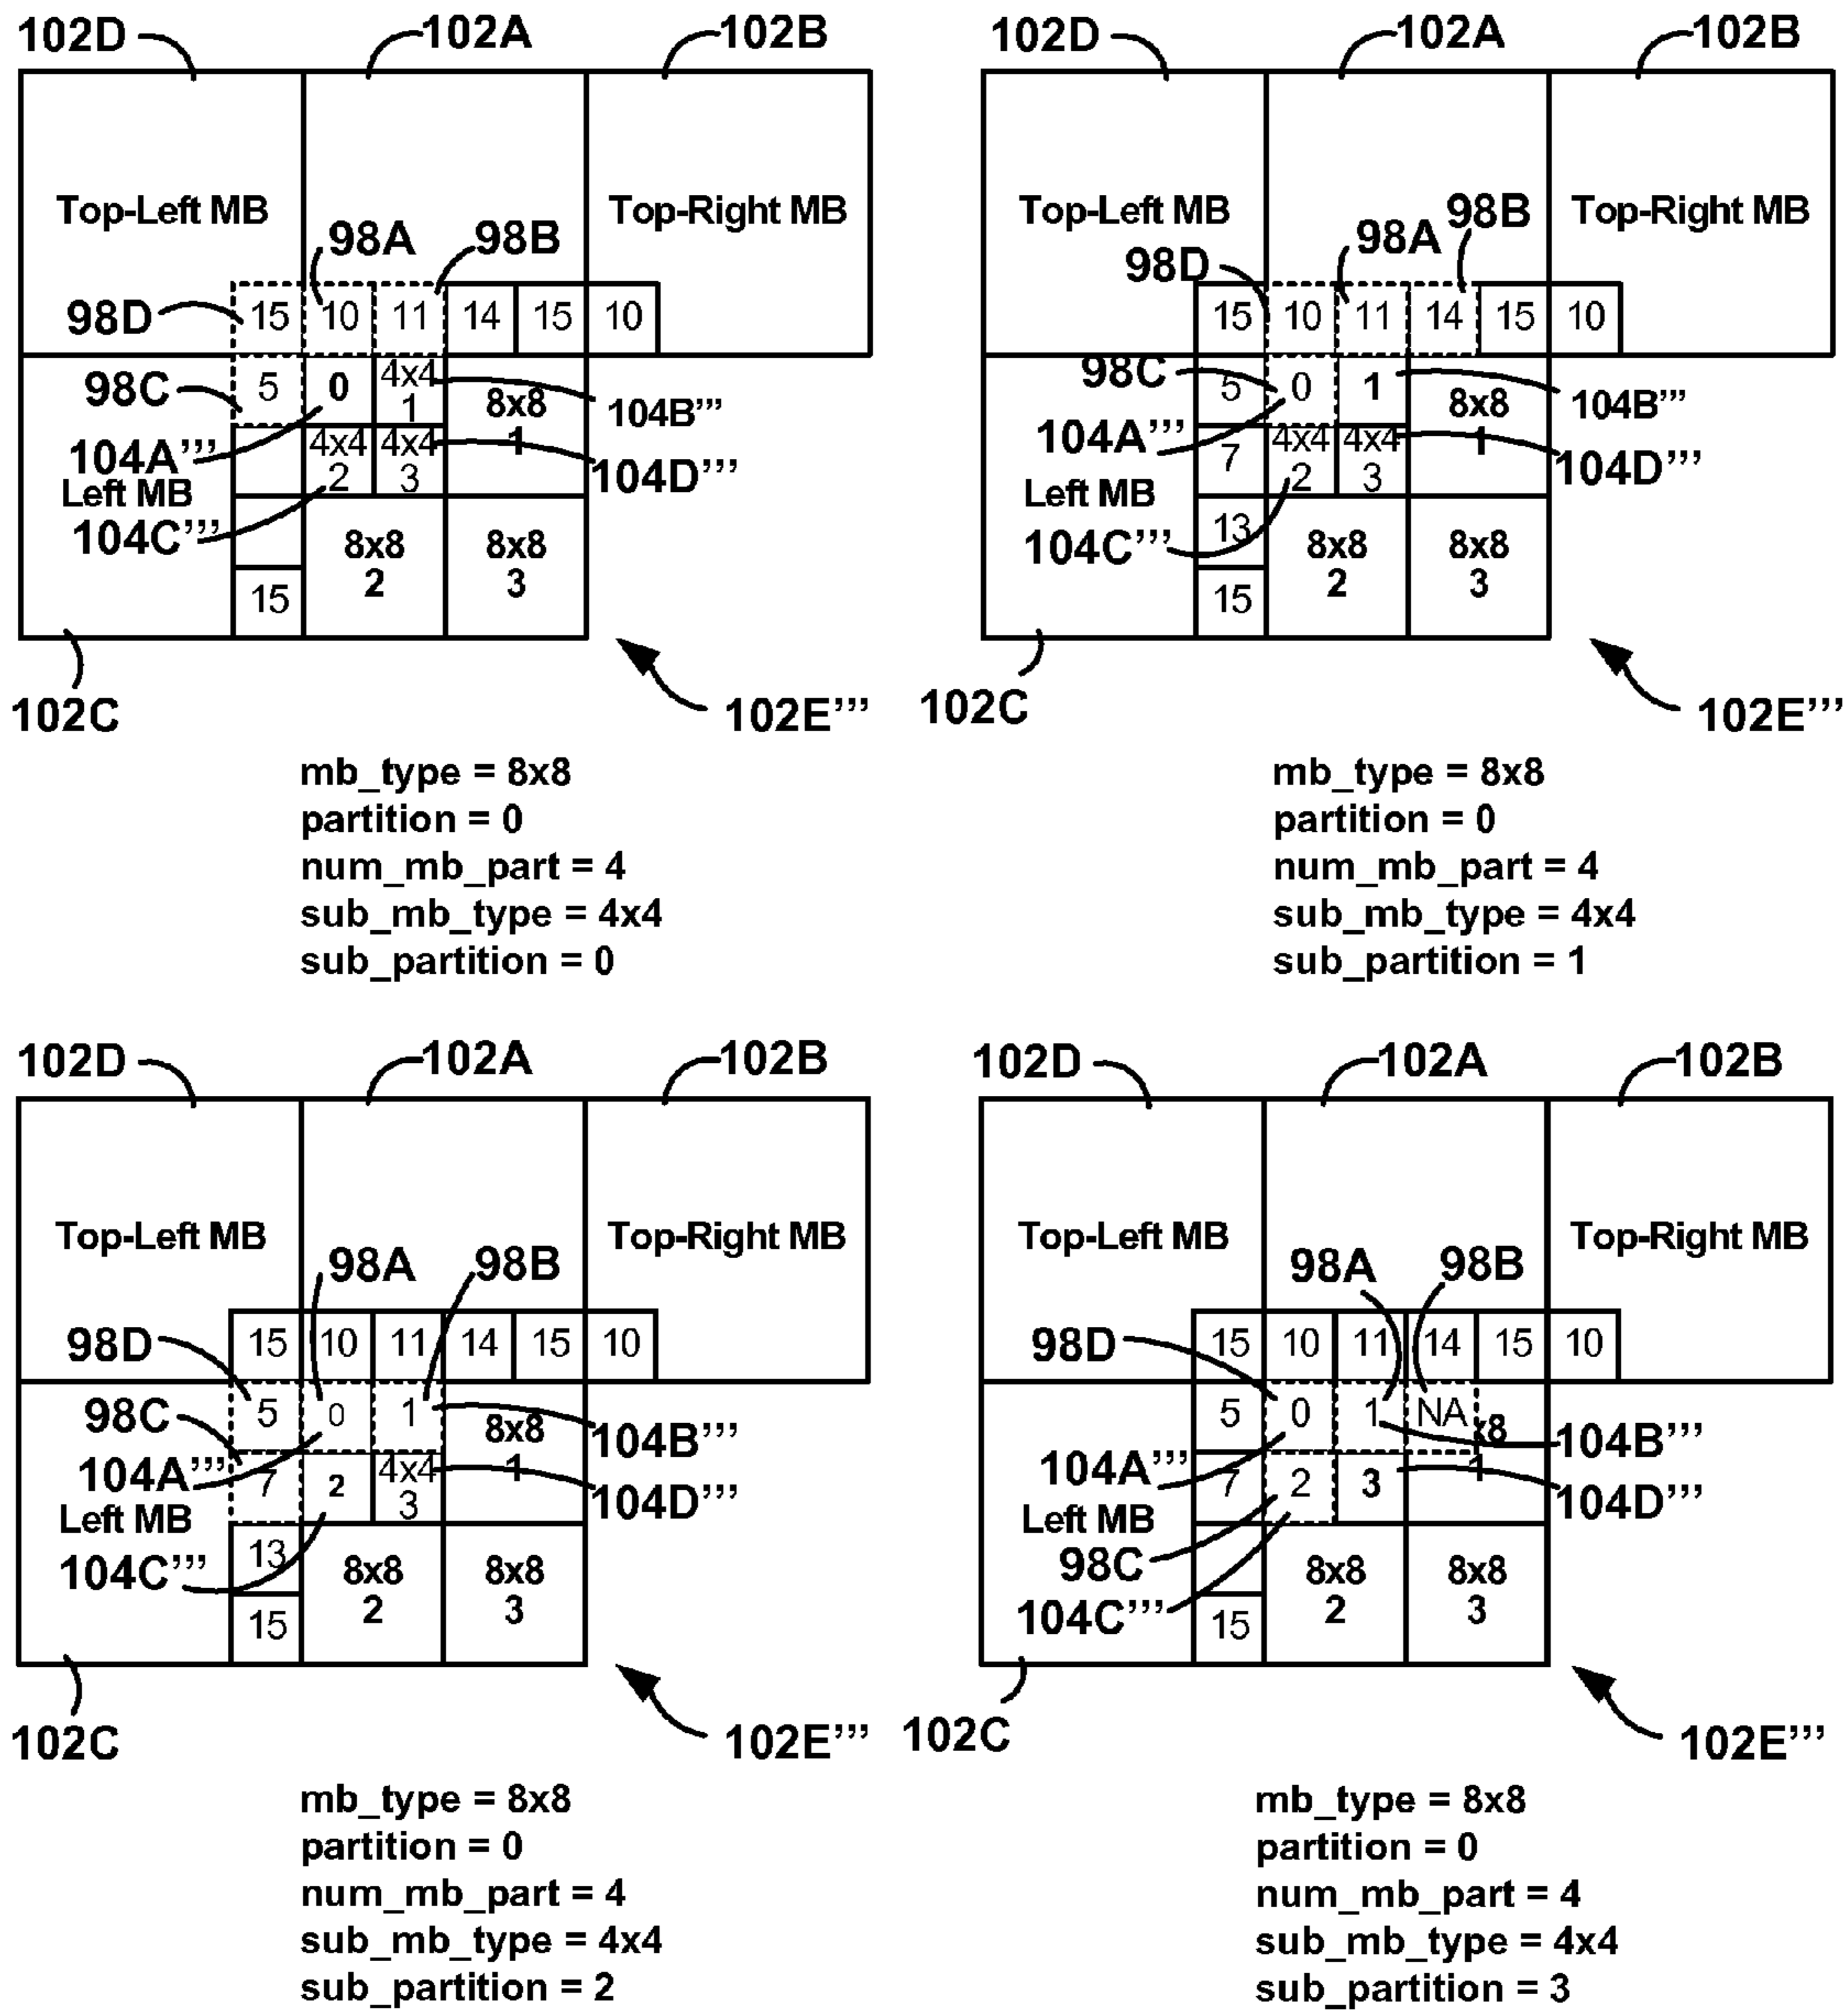 102D 102A 102B
Top-Left MB Top-Right MB
98A 98B
98D 15 10 11 14 15 10
98C 5 0 4x4 1 8x8 1 104B’’’
104A’’’ 4x4 2 4x4 3 104D’’’
Left MB
104C’’’ 8x8 2 8x8 3
15
102C 102E’’’
mb_type = 8x8
partition = 0
num_mb_part = 4
sub_mb_type = 4x4
sub_partition = 0
102D 102A 102B
Top-Left MB Top-Right MB
98D 98A 98B
15 10 11 14 15 10
98C 5 0 1 8x8 1 104B’’’
104A’’’ 7 4x4 2 4x4 3 104D’’’
Left MB
104C’’’ 13 8x8 2 8x8 3
15
102C 102E’’’
mb_type = 8x8
partition = 0
num_mb_part = 4
sub_mb_type = 4x4
sub_partition = 1
102D 102A 102B
Top-Left MB Top-Right MB
98A 98B
98D 15 10 11 14 15 10
98C 5 0 1 8x8 1 104B’’’
104A’’’ 7 2 4x4 3 104D’’’
Left MB
104C’’’ 13 8x8 2 8x8 3
15
102C 102E’’’
mb_type = 8x8
partition = 0
num_mb_part = 4
sub_mb_type = 4x4
sub_partition = 2
102D 102A 102B
Top-Left MB Top-Right MB
98A 98B
98D 15 10 11 14 15 10
5 0 1 NA x8 1 104B’’’
104A’’’ 7 2 3 104D’’’
Left MB
98C 8x8 2 8x8 3
104C’’’ 15
102C 102E’’’
mb_type = 8x8
partition = 0
num_mb_part = 4
sub_mb_type = 4x4
sub_partition = 3